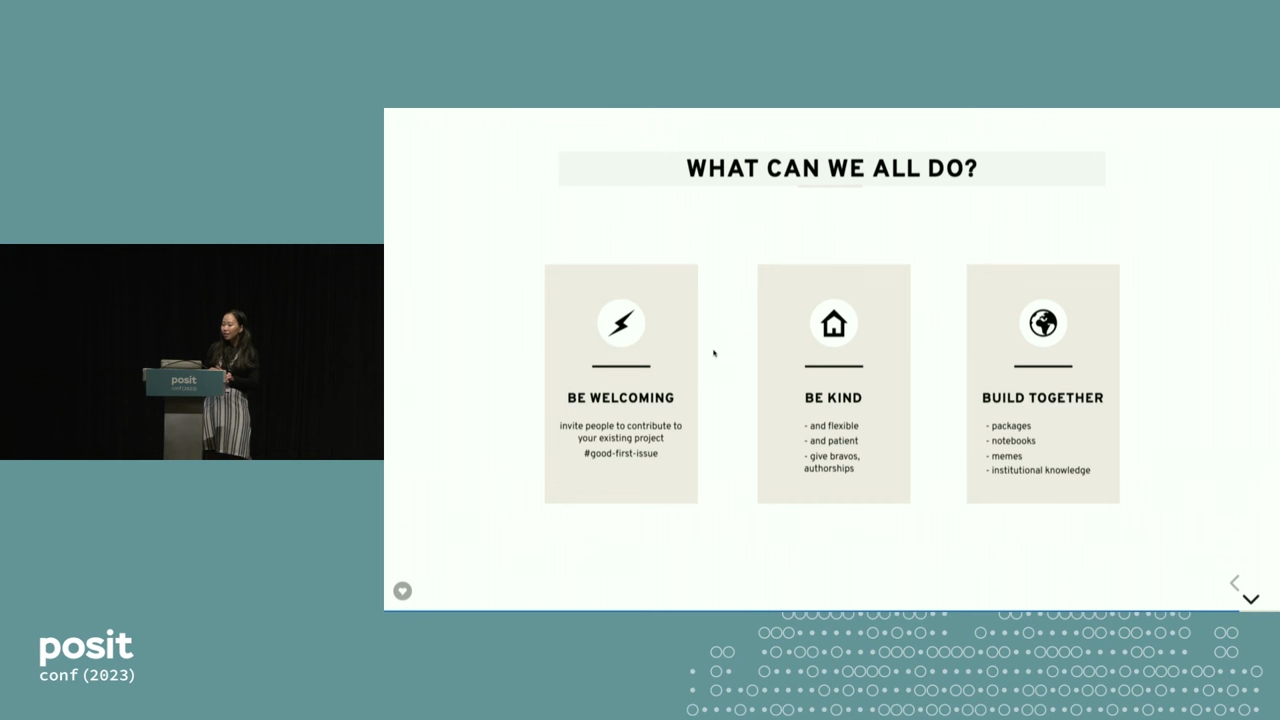 WHAT CAN WE ALL DO?
BE WELCOMING
invite people to contribute to
your existing project
#good-first-issue
BE KIND
- and flexible
- and patient
- give bravos,
authorships
BUILD TOGETHER
- packages
- notebooks
- memes
- institutional knowledge
posit
posit
conf(2023)